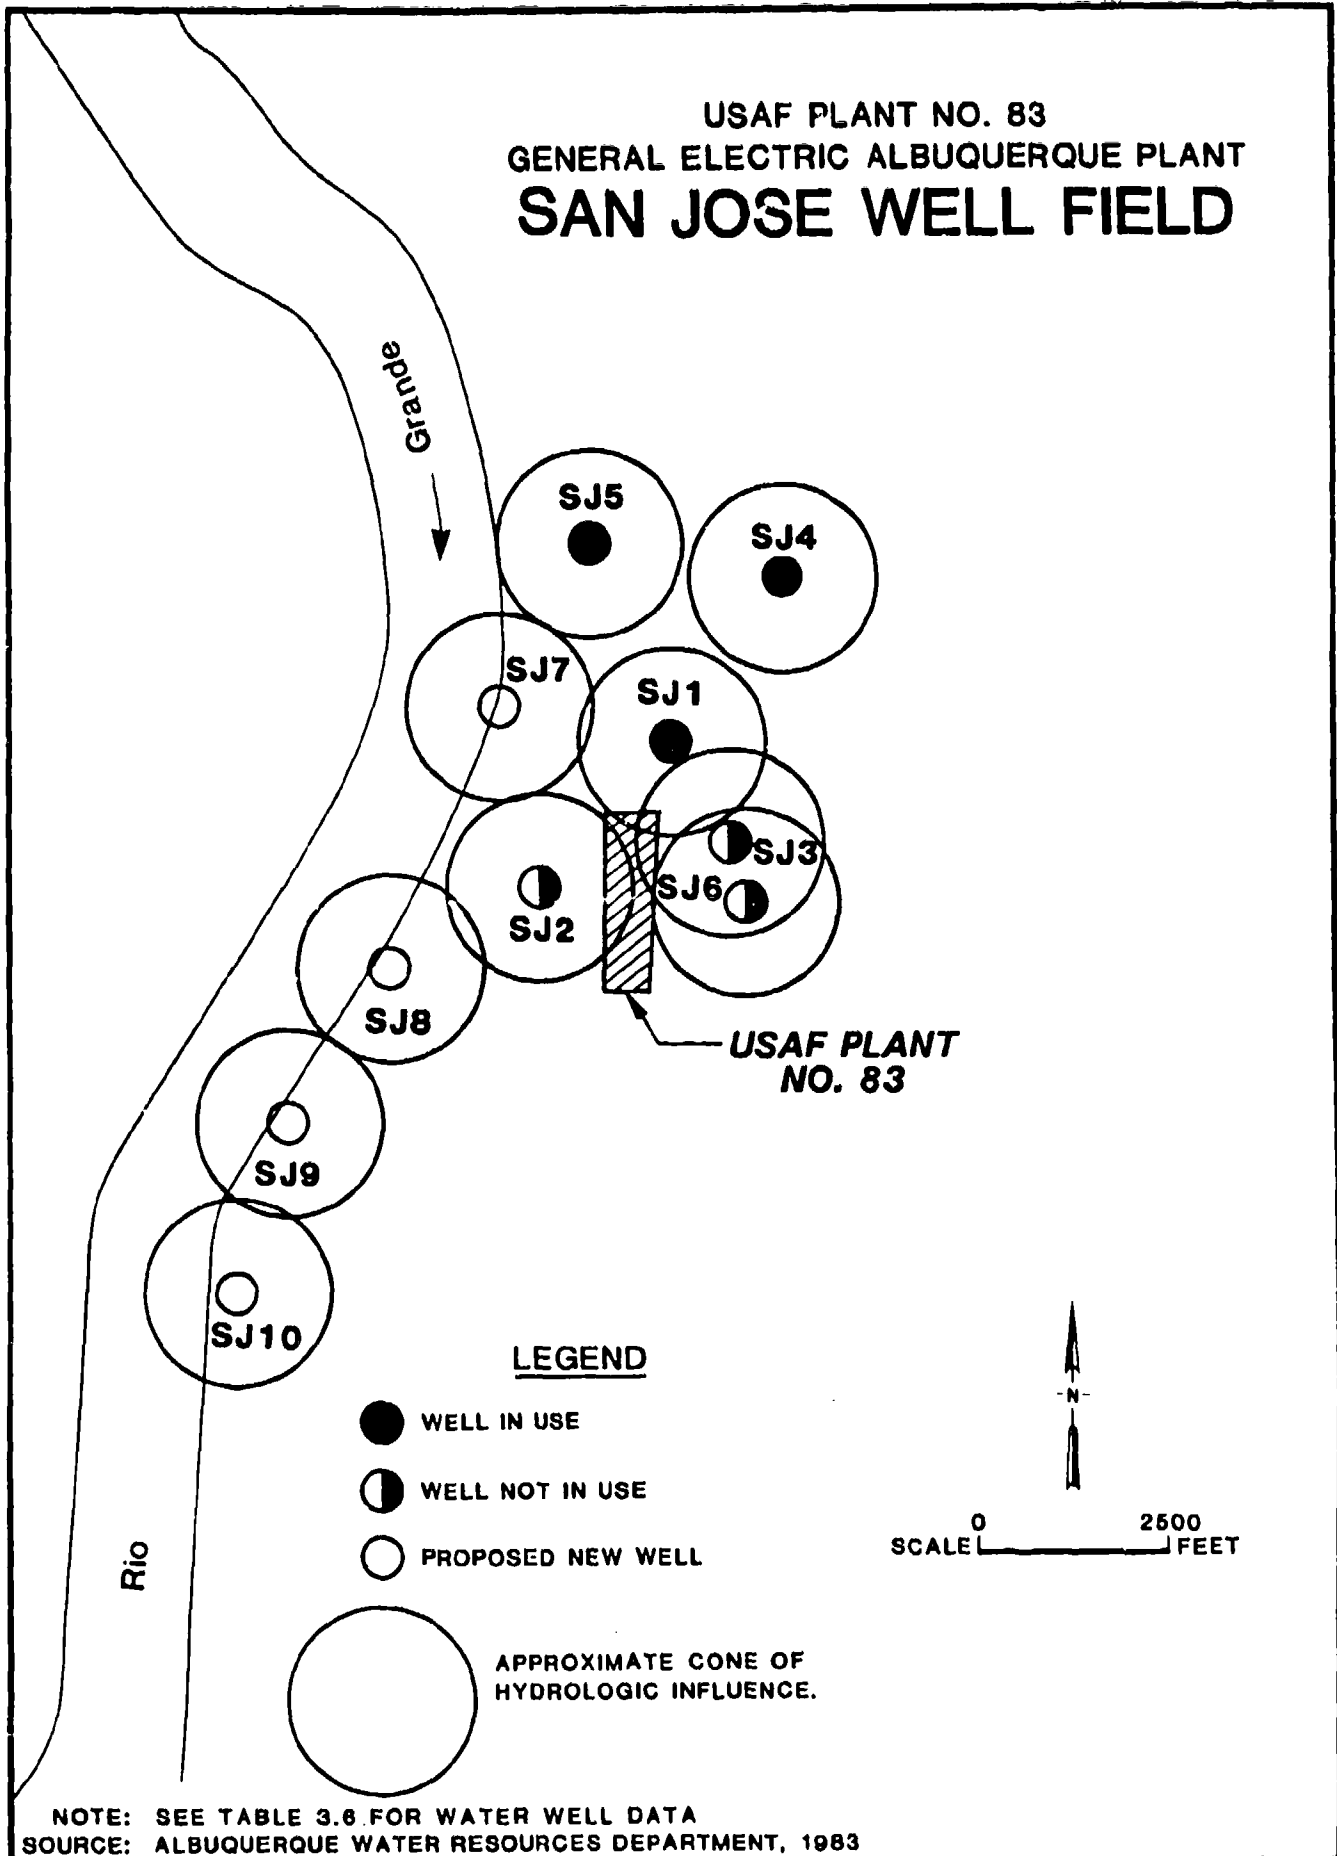 USAF PLANT NO. 83
GENERAL ELECTRIC ALBUQUERQUE PLANT
SAN JOSE WELL FIELD
Grande
SJ5
SJ4
SJ7
SJ1
SJ3
SJ6
SJ2
SJ8
USAF PLANT
NO. 83
SJ9
SJ10
LEGEND
WELL IN USE
WELL NOT IN USE
PROPOSED NEW WELL
APPROXIMATE CONE OF
HYDROLOGIC INFLUENCE.
-N-
0 2500
SCALE FEET
Rio
NOTE: SEE TABLE 3.6 FOR WATER WELL DATA
SOURCE: ALBUQUERQUE WATER RESOURCES DEPARTMENT, 1983